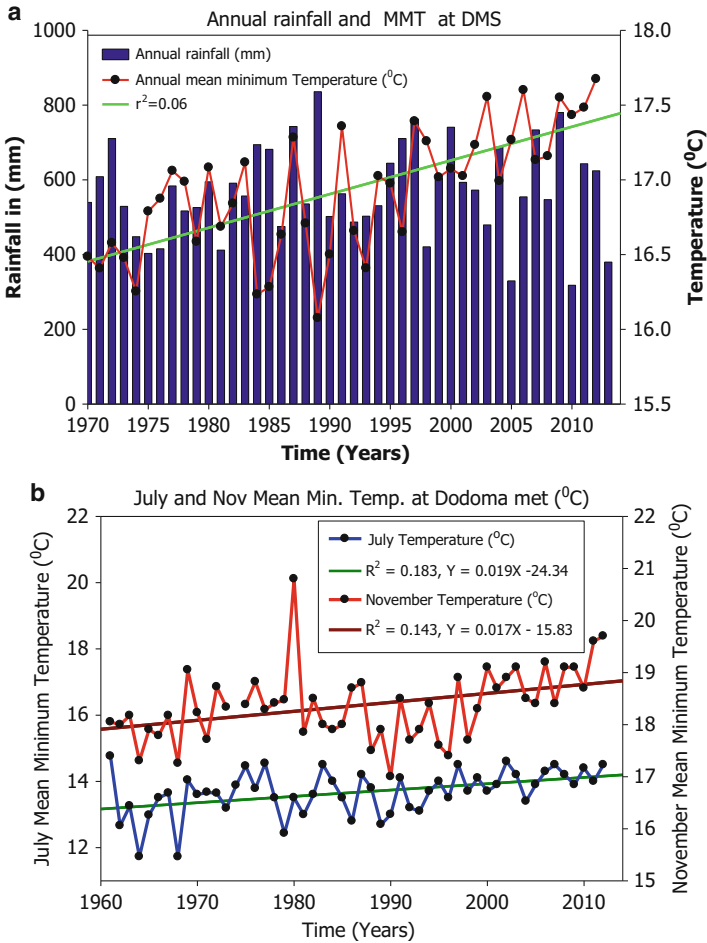 a
Annual rainfall and MMT at DMS
Annual rainfall (mm)
Annual mean minimum Temperature (⁰C)
r²=0.06
Rainfall in (mm)
1000
800
600
400
200
0
Temperature (⁰C)
18.0
17.5
17.0
16.5
16.0
15.5
1970 1975 1980 1985 1990 1995 2000 2005 2010
Time (Years)
b
July and Nov Mean Min. Temp. at Dodoma met (⁰C)
July Temperature (⁰C)
R² = 0.183, Y = 0.019X -24.34
November Temperature (⁰C)
R² = 0.143, Y = 0.017X - 15.83
July Mean Minimum Temperature (⁰C)
22
20
18
16
14
12
November Mean Minimum Temperature (⁰C)
22
21
20
19
18
17
16
15
1960 1970 1980 1990 2000 2010
Time (Years)